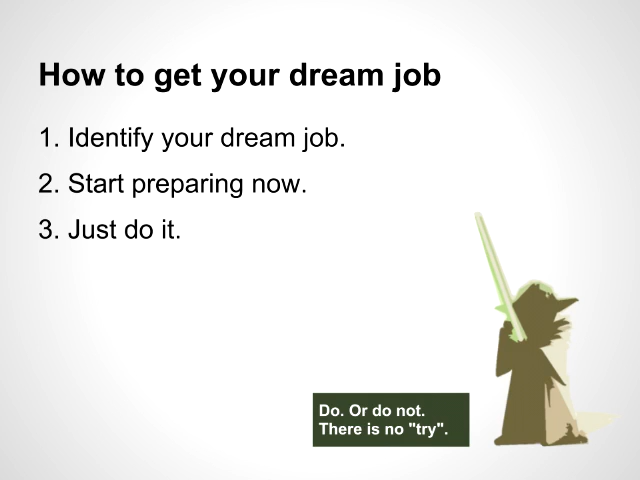 How to get your dream job
1. Identify your dream job.
2. Start preparing now.
3. Just do it.
Do. Or do not.
There is no "try".